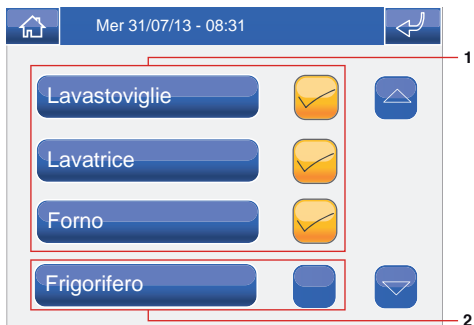 Mer 31/07/13 - 08:31
1
Lavastoviglie
Lavatrice
Forno
Frigorifero
2